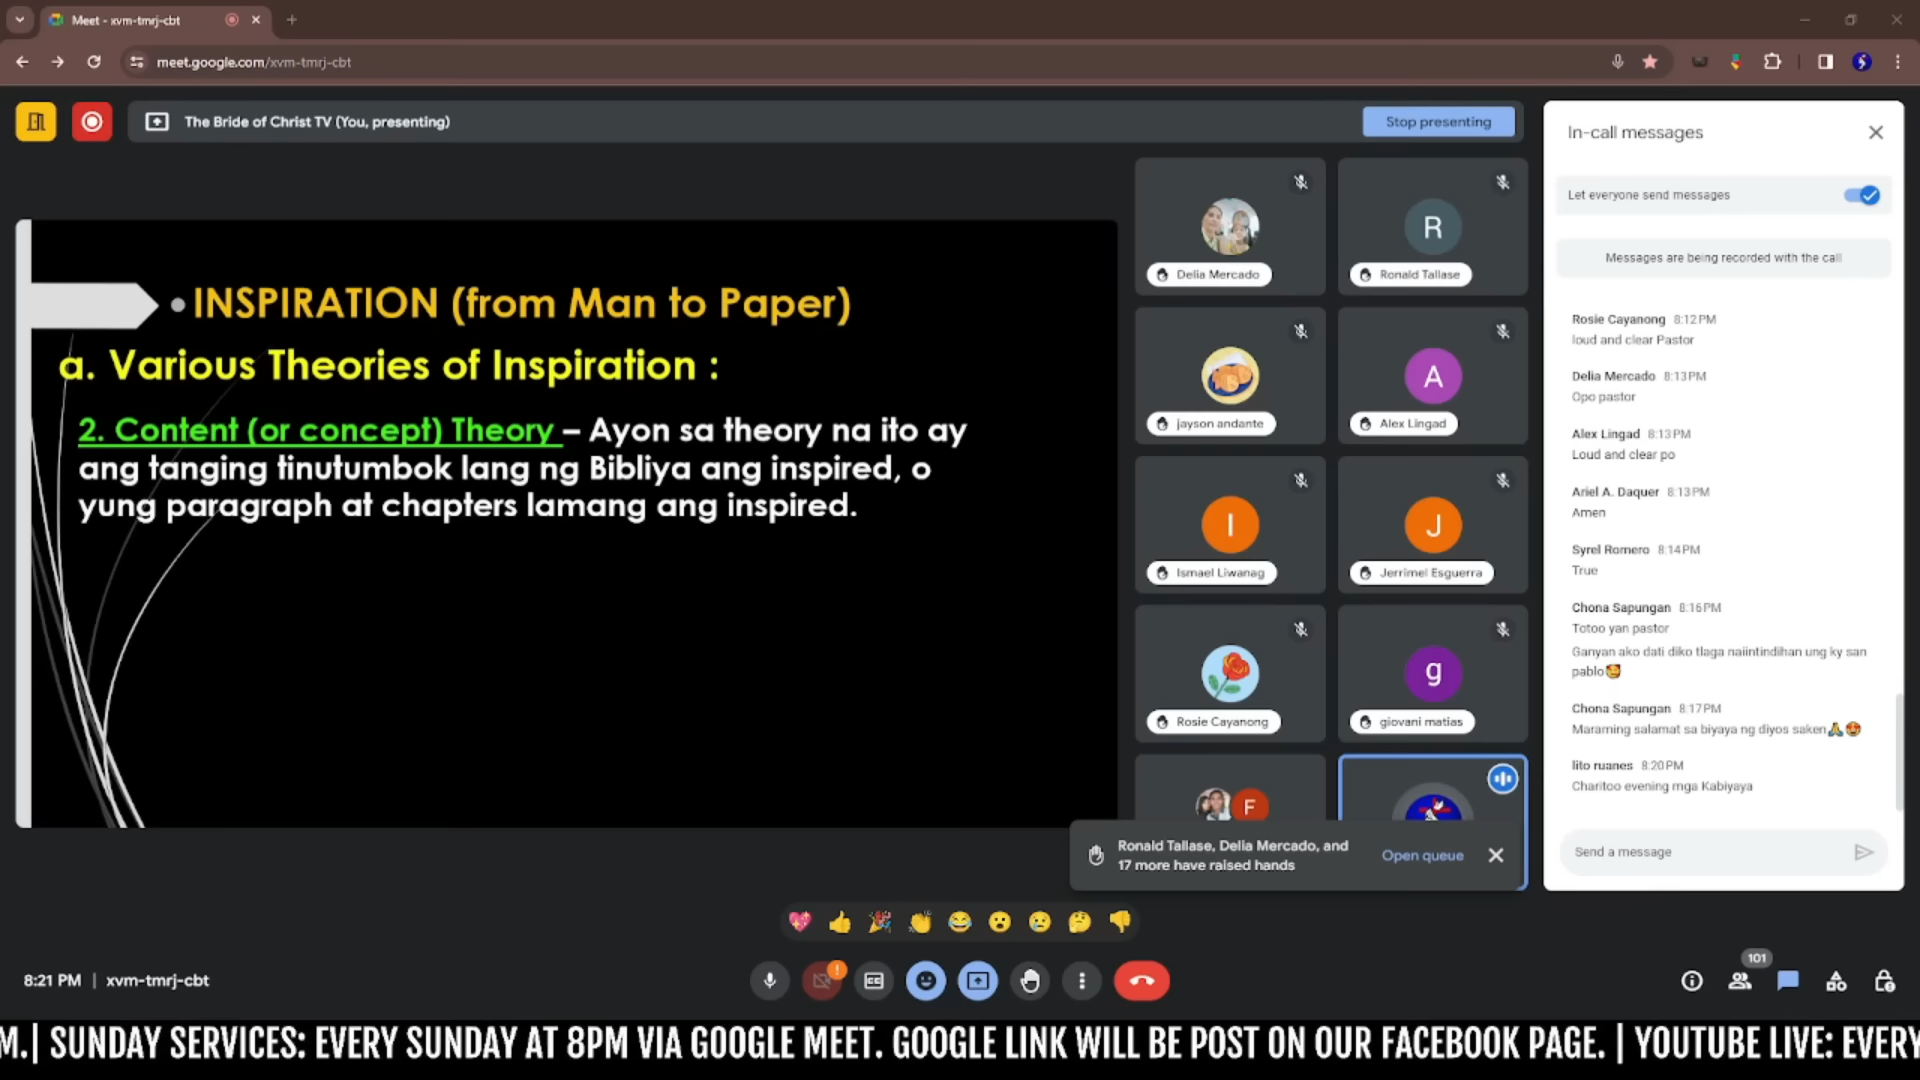 Meet - xvm-tmrj-cbt
meet.google.com/xvm-tmrj-cbt
The Bride of Christ TV (You, presenting)
Stop presenting
• INSPIRATION (from Man to Paper)
a. Various Theories of Inspiration :
2. Content (or concept) Theory – Ayon sa theory na ito ay
ang tanging tinutumbok lang ng Bibliya ang inspired, o
yung paragraph at chapters lamang ang inspired.
Delia Mercado
R
Ronald Tallase
jayson andante
A
Alex Lingad
I
Ismael Liwanag
J
Jerrimel Esguerra
Rosie Cayanong
g
giovani matias
F
Ronald Tallase, Delia Mercado, and
17 more have raised hands
Open queue
In-call messages
Let everyone send messages
Messages are being recorded with the call
Rosie Cayanong 8:12 PM
loud and clear Pastor
Delia Mercado 8:13 PM
Opo pastor
Alex Lingad 8:13 PM
Loud and clear po
Ariel A. Daquer 8:13 PM
Amen
Syrel Romero 8:14 PM
True
Chona Sapungan 8:16 PM
Totoo yan pastor
Ganyan ako dati diko tlaga naiintindihan ung ky san
pablo🥰
Chona Sapungan 8:17 PM
Maraming salamat sa biyaya ng diyos saken🙏😍
lito ruanes 8:20 PM
Charitoo evening mga Kabiyaya
Send a message
8:21 PM | xvm-tmrj-cbt
101
M.| SUNDAY SERVICES: EVERY SUNDAY AT 8PM VIA GOOGLE MEET. GOOGLE LINK WILL BE POST ON OUR FACEBOOK PAGE. | YOUTUBE LIVE: EVERY